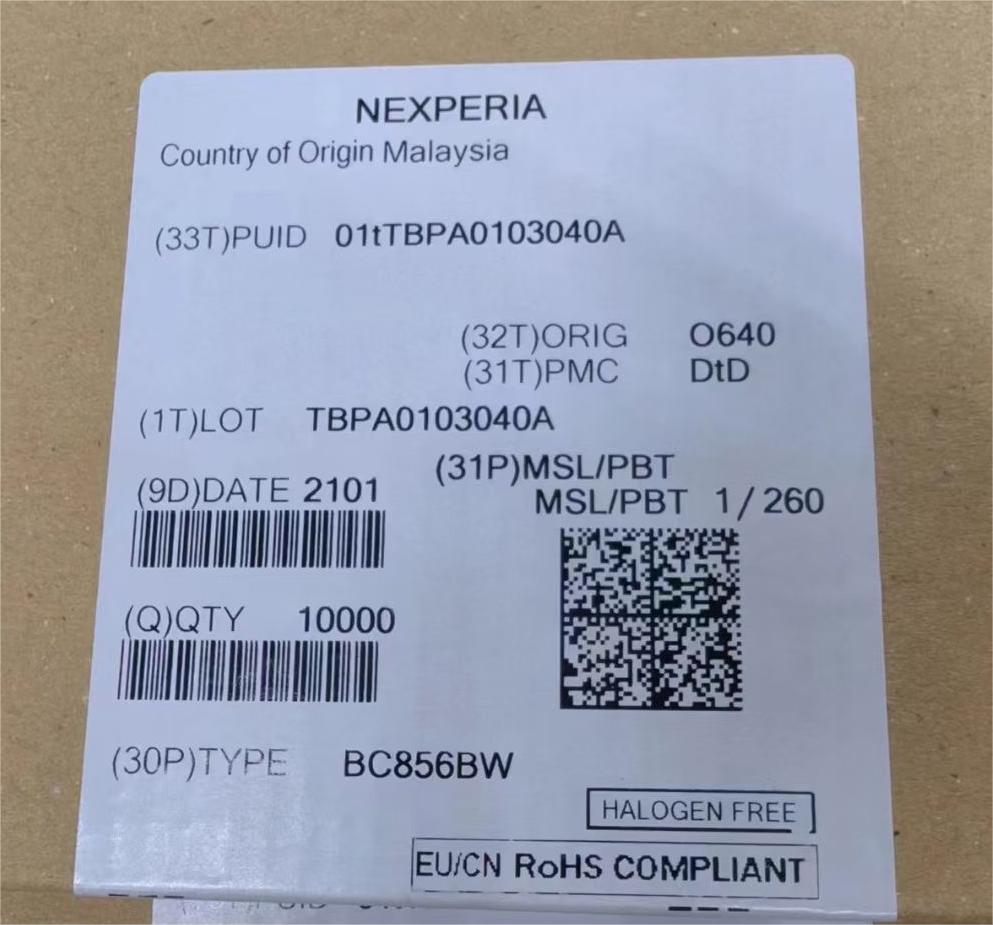 NEXPERIA
Country of Origin Malaysia
(33T)PUID 01tTBPA0103040A
(32T)ORIG O640
(31T)PMC DtD
(1T)LOT TBPA0103040A
(31P)MSL/PBT
(9D)DATE 2101
MSL/PBT 1/260
(Q)QTY 10000
(30P)TYPE BC856BW
HALOGEN FREE
EU/CN RoHS COMPLIANT